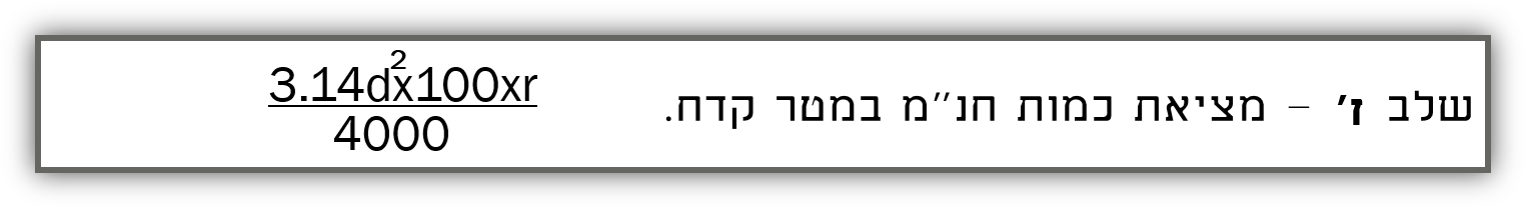 שלב ז' – מציאת כמות חנ"מ במטר קדח.
3.14d²x100xr
4000